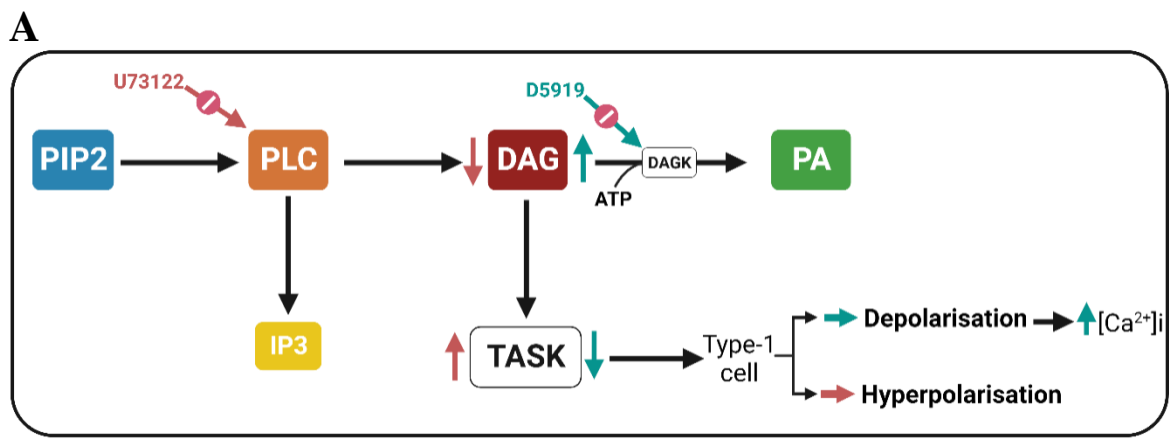 A
U73122
D5919
PIP2
PLC
DAG
DAGK
PA
ATP
IP3
TASK
Type-1
cell
Depolarisation
[Ca²⁺]i
Hyperpolarisation